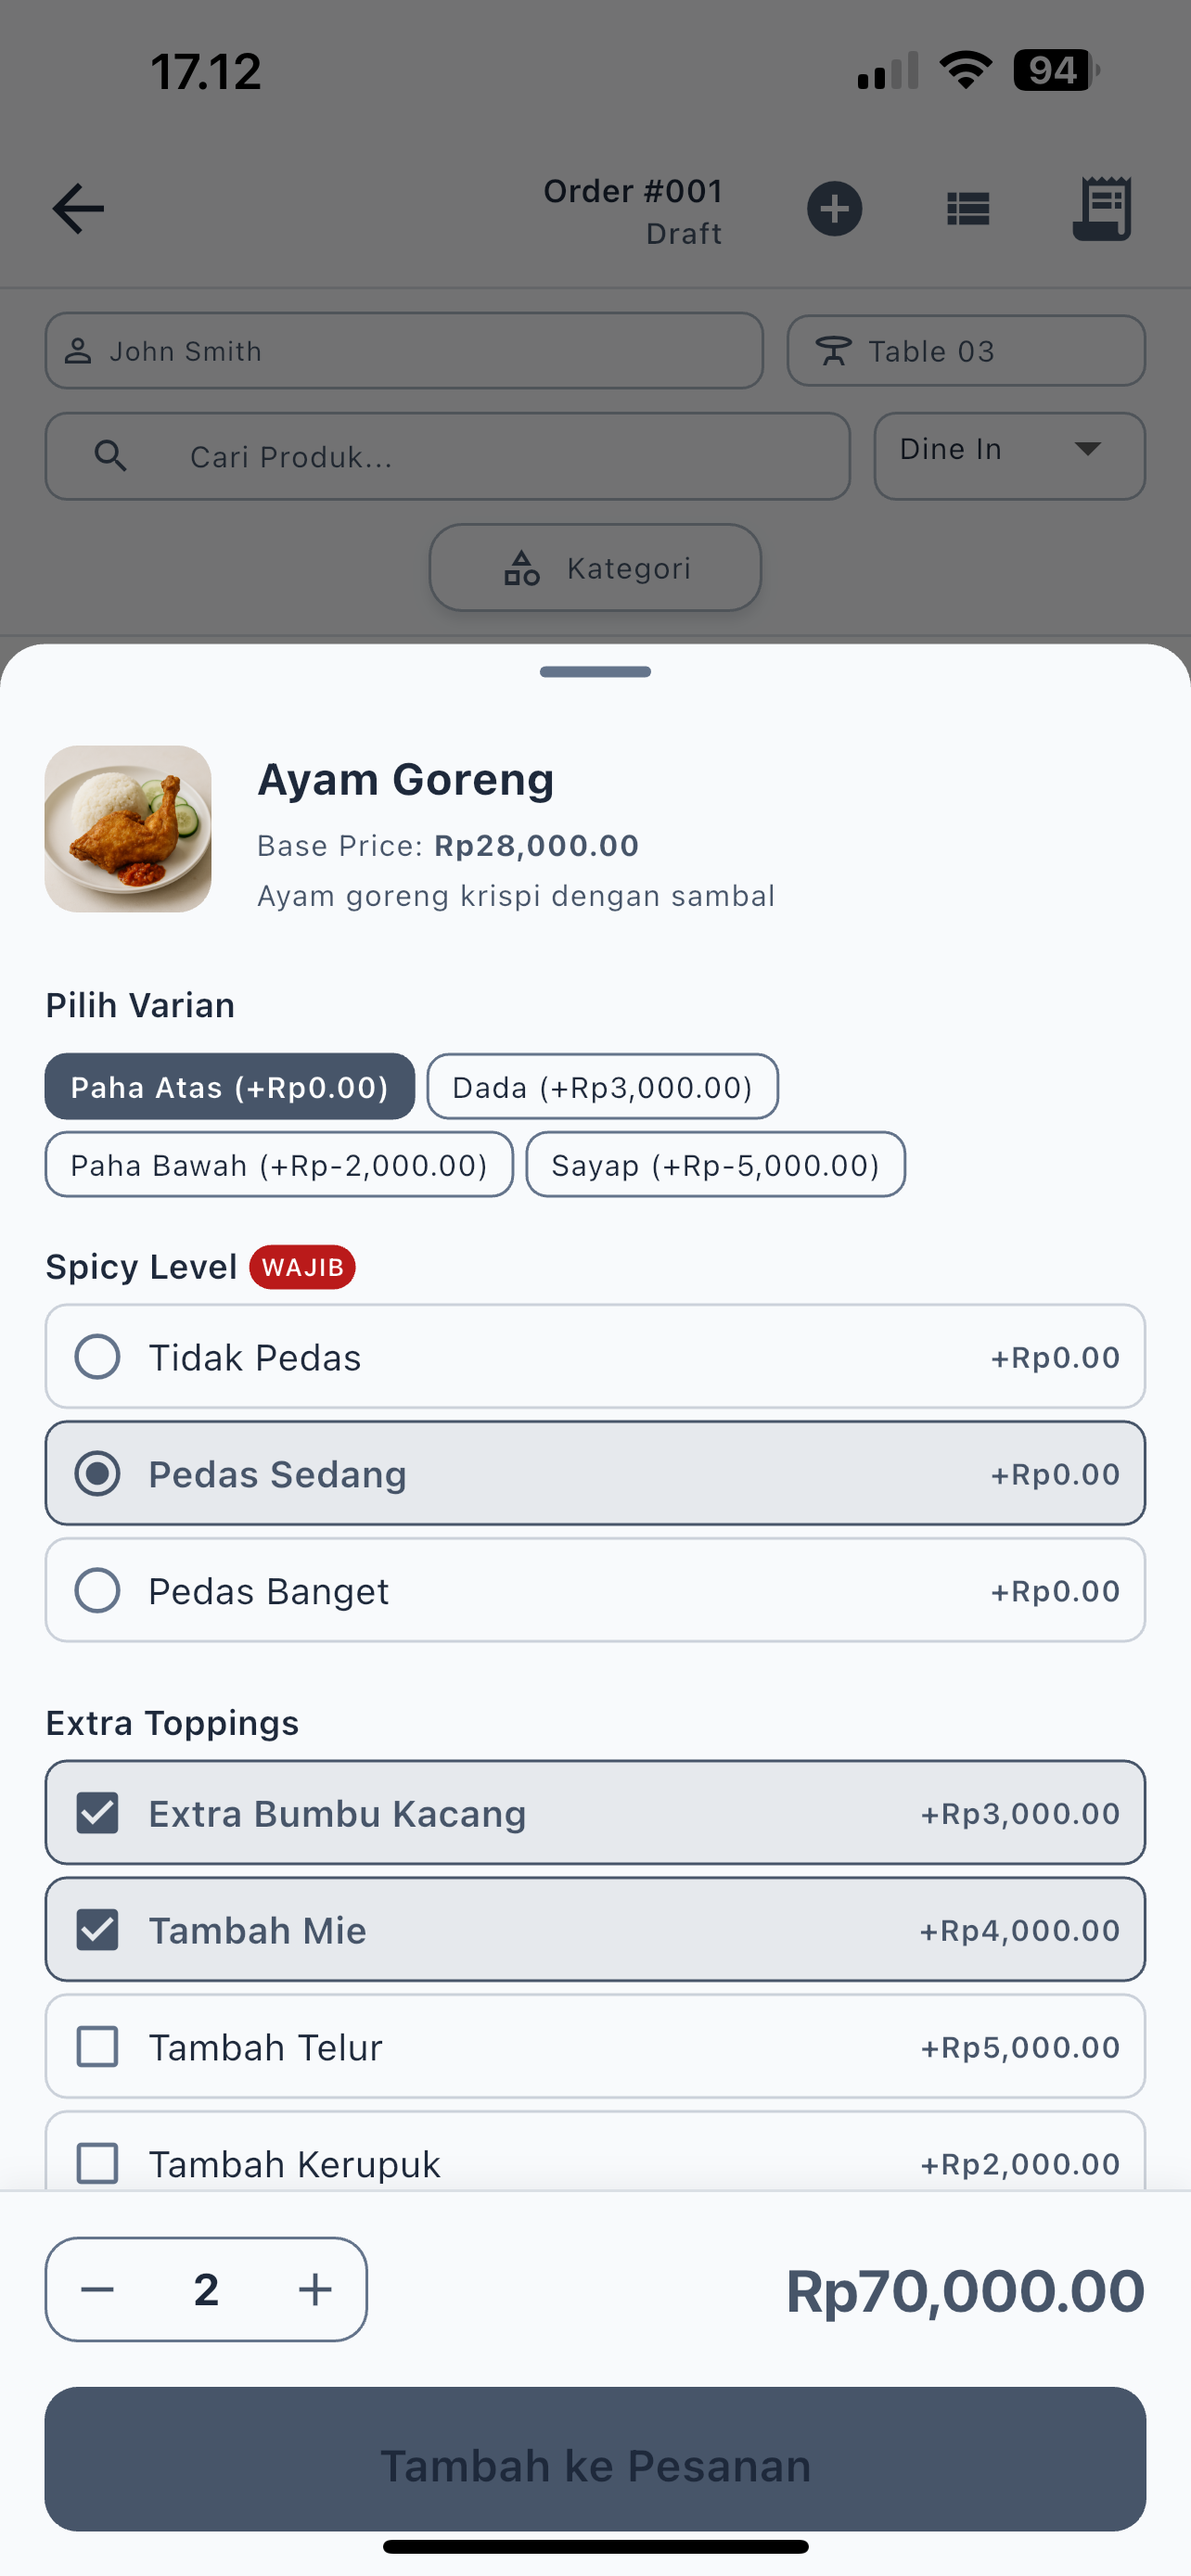 17.12
94
Order #001
Draft
John Smith
Table 03
Cari Produk...
Dine In
Kategori
Ayam Goreng
Base Price: Rp28,000.00
Ayam goreng krispi dengan sambal
Pilih Varian
Paha Atas (+Rp0.00)
Dada (+Rp3,000.00)
Paha Bawah (+Rp-2,000.00)
Sayap (+Rp-5,000.00)
Spicy Level WAJIB
Tidak Pedas +Rp0.00
Pedas Sedang +Rp0.00
Pedas Banget +Rp0.00
Extra Toppings
Extra Bumbu Kacang +Rp3,000.00
Tambah Mie +Rp4,000.00
Tambah Telur +Rp5,000.00
Tambah Kerupuk +Rp2,000.00
2
Rp70,000.00
Tambah ke Pesanan